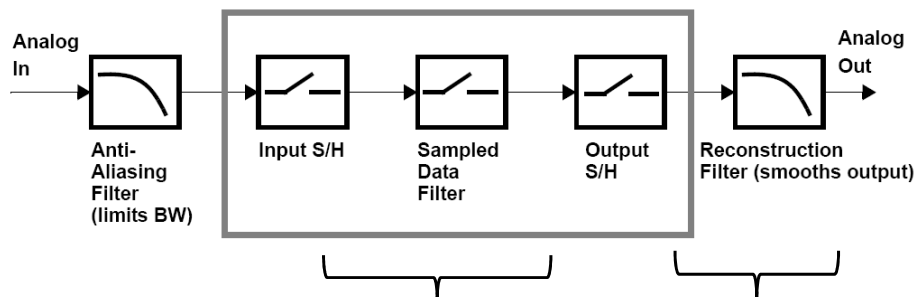 Analog
In
Anti-
Aliasing
Filter
(limits BW)
Input S/H
Sampled
Data
Filter
Output
S/H
Reconstruction
Filter (smooths output)
Analog
Out